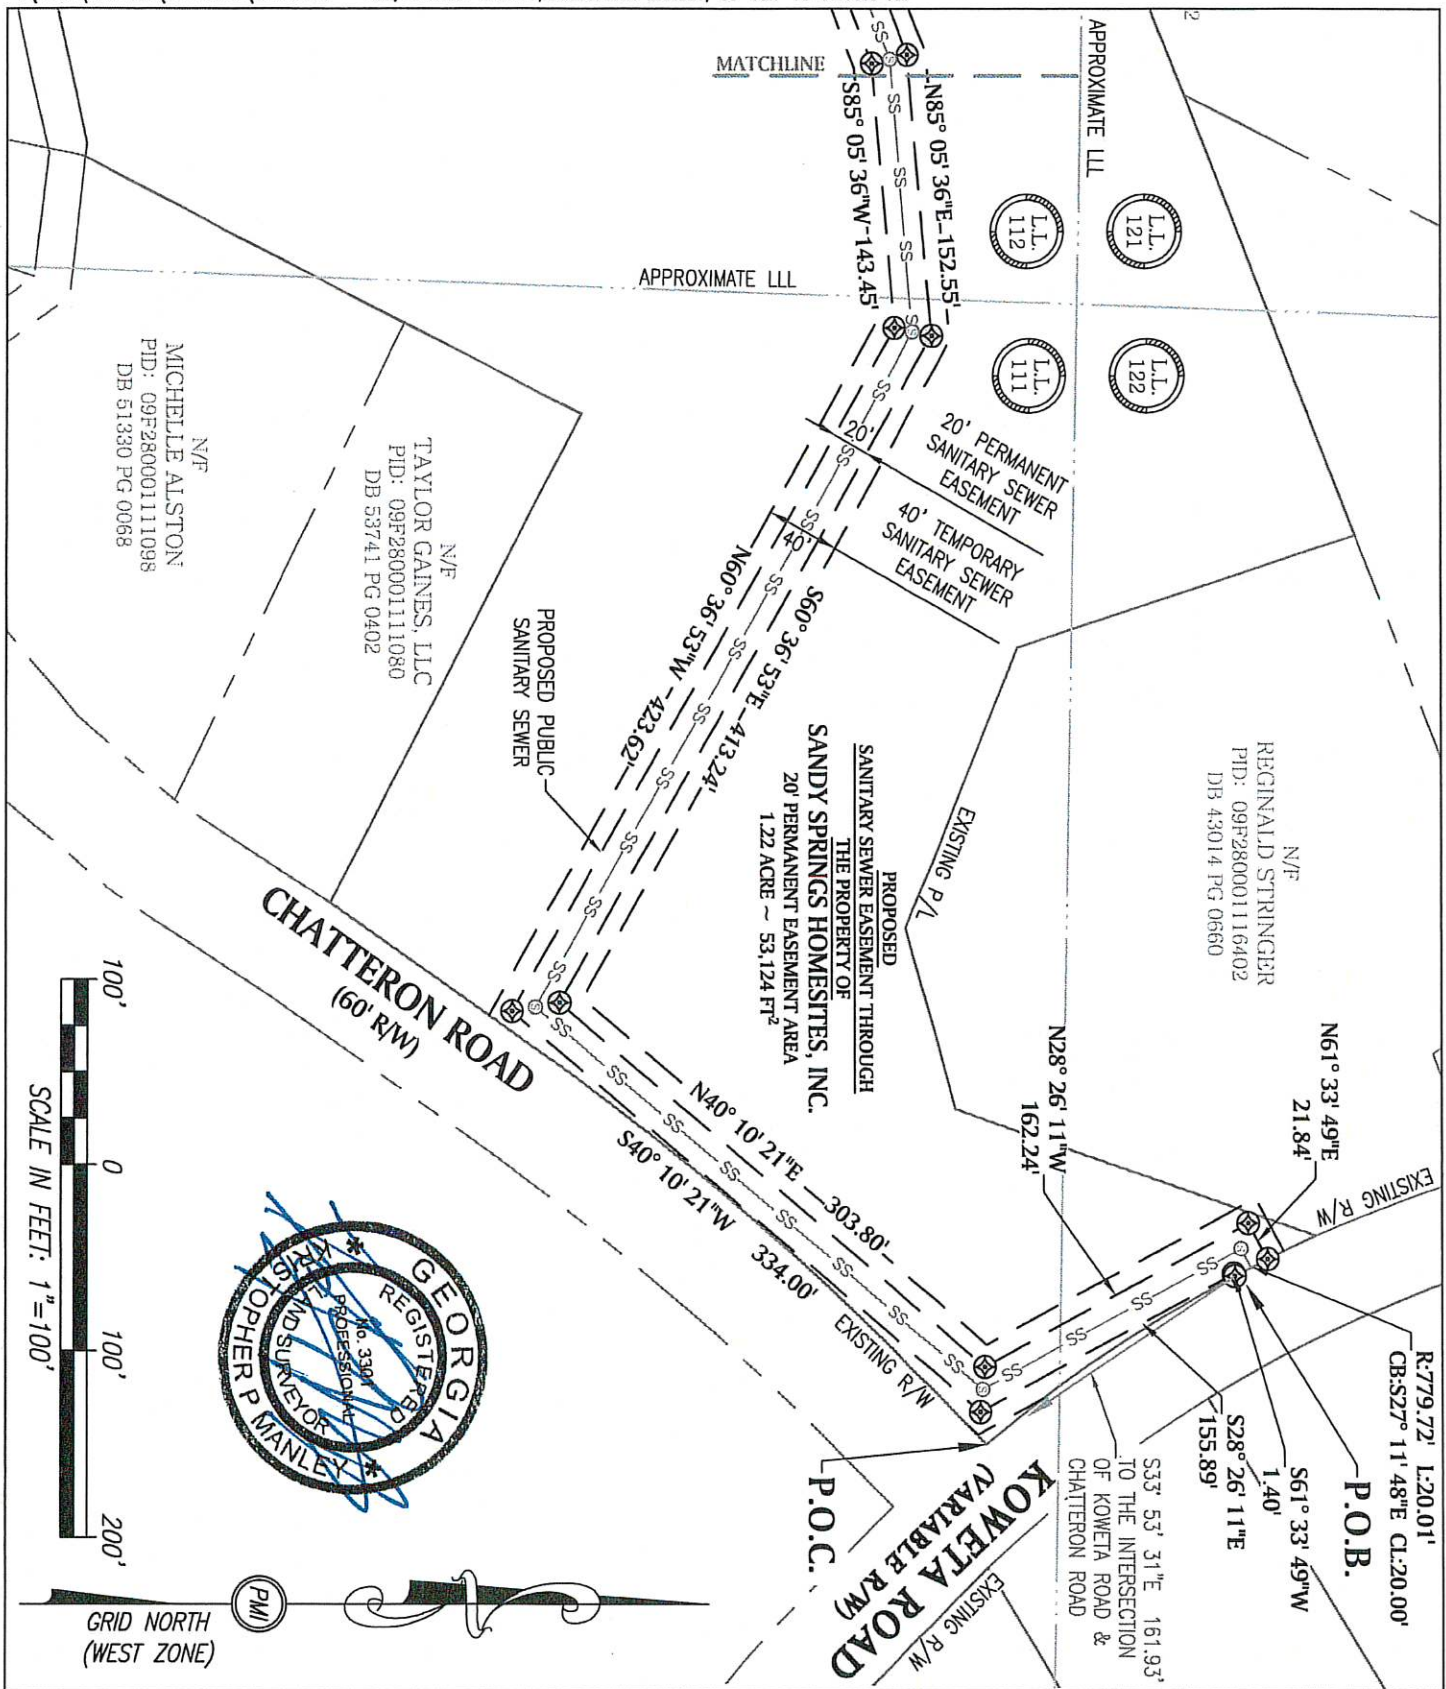 MATCHLINE
APPROXIMATE LLL
N85° 05' 36"E-152.55'
S85° 05' 36"W-143.45'
L.L.
121
L.L.
112
L.L.
122
L.L.
111
APPROXIMATE LLL
20'
20' PERMANENT
SANITARY SEWER
EASEMENT
40'
40' TEMPORARY
SANITARY SEWER
EASEMENT
S60° 36' 53"E-413.24'
N60° 36' 53"W-423.62'
PROPOSED PUBLIC
SANITARY SEWER
N/F
MICHELLE ALSTON
PID: 09F280001111098
DB 51330 PG 0068
N/F
TAYLOR GAINES, LLC
PID: 09F280001111080
DB 53741 PG 0402
N/F
REGINALD STRINGER
PID: 09F280001116402
DB 43014 PG 0660
EXISTING P/L
PROPOSED
SANITARY SEWER EASEMENT THROUGH
THE PROPERTY OF
SANDY SPRINGS HOMESITES, INC.
20' PERMANENT EASEMENT AREA
1.22 ACRE ~ 53,124 FT²
CHATTERON ROAD
(60' R/W)
N40° 10' 21"E 303.80'
S40° 10' 21"W 334.00'
EXISTING R/W
N28° 26' 11"W
162.24'
N61° 33' 49"E
21.84'
EXISTING R/W
R:779.72' L:20.01'
CB:S27° 11' 48"E CL:20.00'
P.O.B.
S61° 33' 49"W
1.40'
S28° 26' 11"E
155.89'
S33° 53' 31"E 161.93'
TO THE INTERSECTION
OF KOWETA ROAD &
CHATTERON ROAD
P.O.C.
KOWETA ROAD
(VARIABLE R/W)
EXISTING R/W
GEORGIA
REGISTERED
No. 3301
PROFESSIONAL
LAND SURVEYOR
KRISTOPHER P MANLEY
100' 0 100' 200'
SCALE IN FEET: 1"=100'
PMI
GRID NORTH
(WEST ZONE)